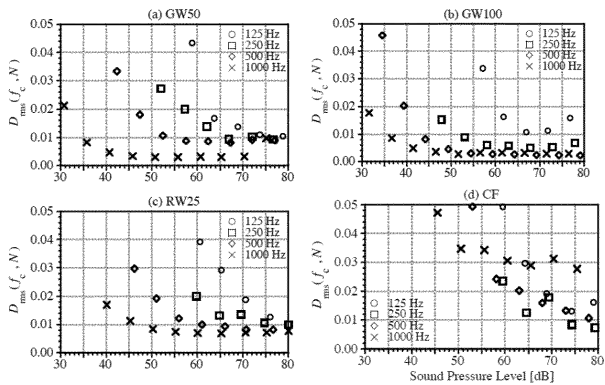 (a) GW50
0.05
0.04
0.03
0.02
0.01
0.00
D_rms (f_c, N)
125 Hz
250 Hz
500 Hz
1000 Hz
30 40 50 60 70 80
(b) GW100
0.05
0.04
0.03
0.02
0.01
0.00
D_rms (f_c, N)
125 Hz
250 Hz
500 Hz
1000 Hz
30 40 50 60 70 80
(c) RW25
0.05
0.04
0.03
0.02
0.01
0.00
D_rms (f_c, N)
125 Hz
250 Hz
500 Hz
1000 Hz
30 40 50 60 70 80
(d) CF
0.05
0.04
0.03
0.02
0.01
0.00
D_rms (f_c, N)
125 Hz
250 Hz
500 Hz
1000 Hz
30 40 50 60 70 80
Sound Pressure Level [dB]